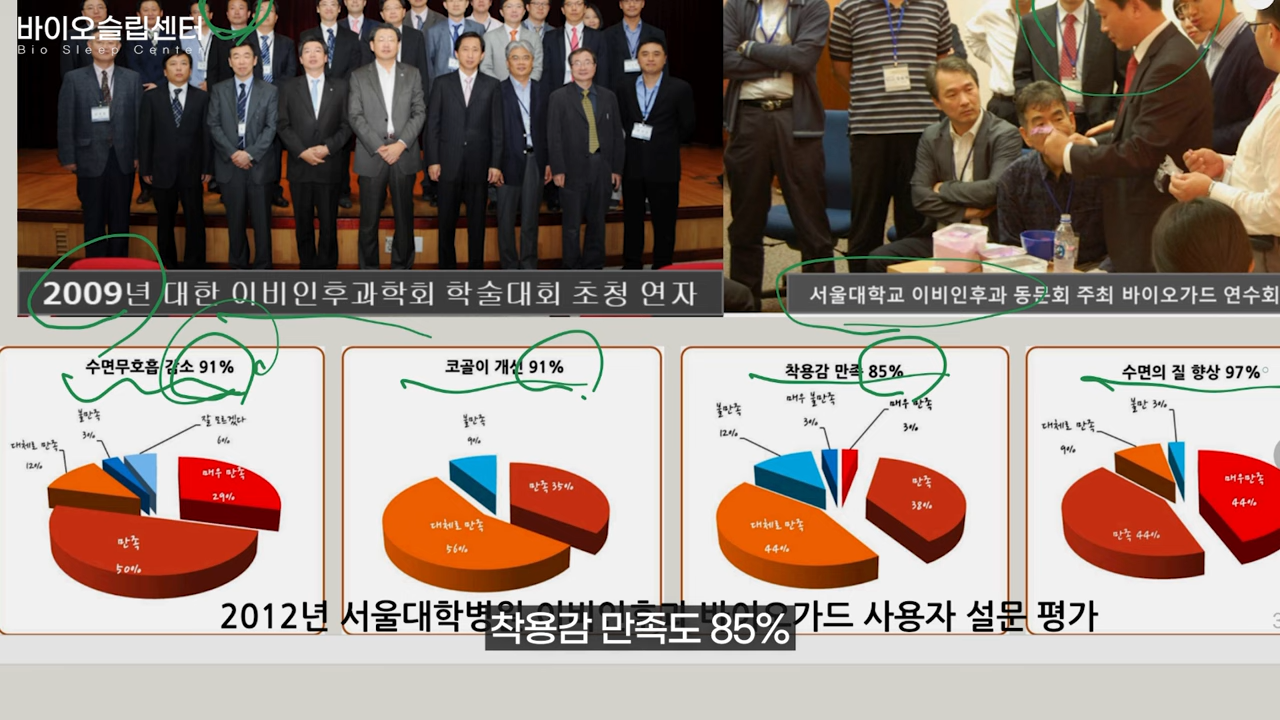 바이오슬립센터
Bio Sleep Center
2009년 대한 이비인후과학회 학술대회 초청 연자
서울대학교 이비인후과 동문회 주최 바이오가드 연수회
수면무호흡 감소 91%
불만족
3%
잘 모르겠다
6%
대체로 만족
12%
매우 만족
29%
만족
50%
코골이 개선 91%
불만족
9%
만족 35%
대체로 만족
56%
착용감 만족 85%
불만족
12%
매우 불만족
3%
매우 만족
3%
만족
38%
대체로 만족
44%
수면의 질 향상 97%
불만 3%
대체로 만족
9%
매우만족
44%
만족 44%
2012년 서울대학병원 이비인후과 바이오가드 사용자 설문 평가
착용감 만족도 85%